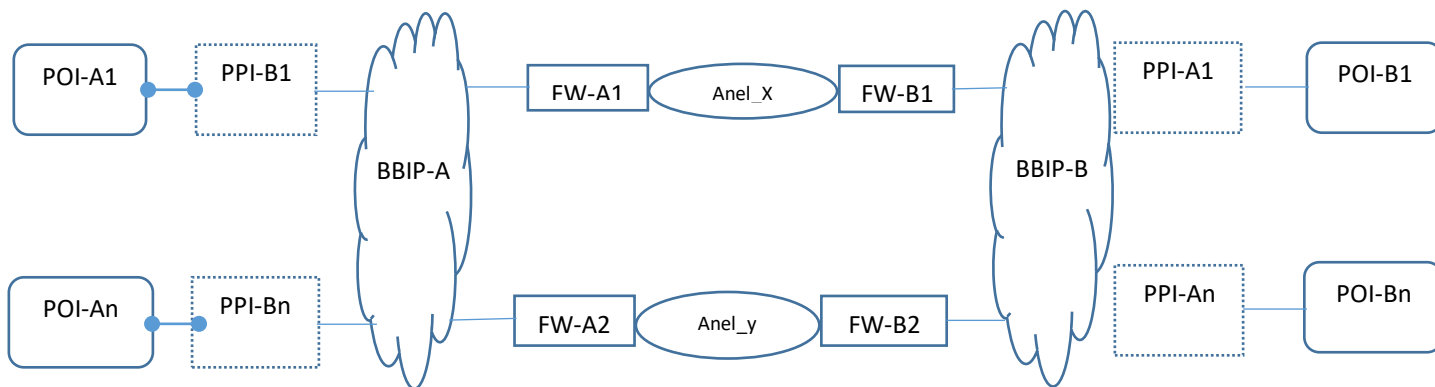 POI-A1
PPI-B1
FW-A1
Anel_X
FW-B1
PPI-A1
POI-B1
BBIP-A
BBIP-B
POI-An
PPI-Bn
FW-A2
Anel_y
FW-B2
PPI-An
POI-Bn